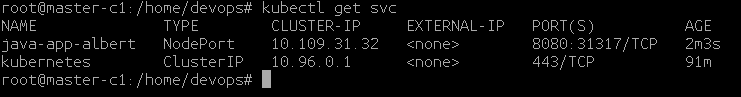 root@master-c1:/home/devops# kubectl get svc
NAME TYPE CLUSTER-IP EXTERNAL-IP PORT(S) AGE
java-app-albert NodePort 10.109.31.32 <none> 8080:31317/TCP 2m3s
kubernetes ClusterIP 10.96.0.1 <none> 443/TCP 91m
root@master-c1:/home/devops#